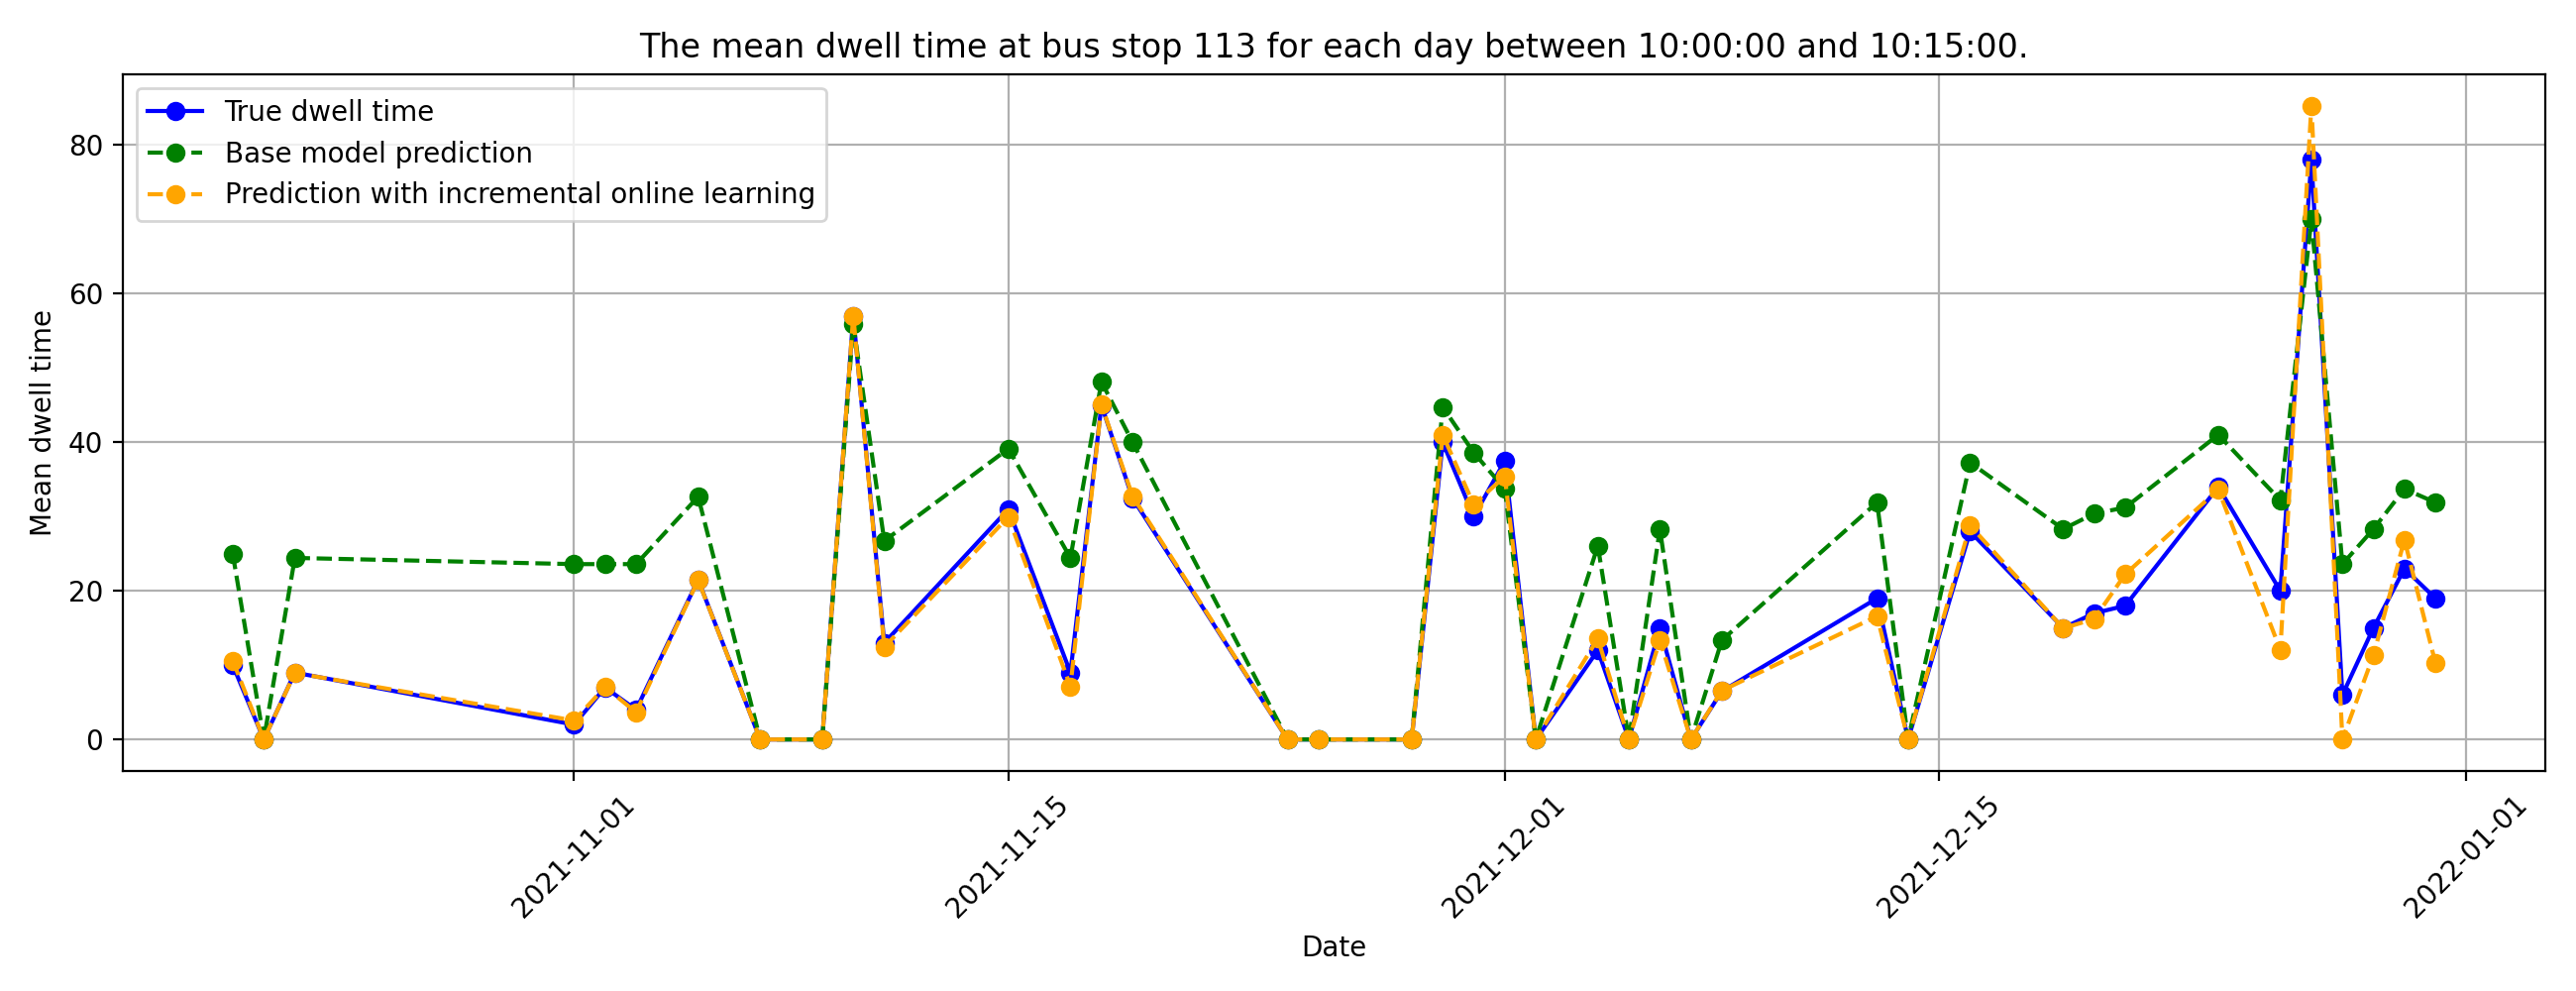 The mean dwell time at bus stop 113 for each day between 10:00:00 and 10:15:00.
True dwell time
Base model prediction
Prediction with incremental online learning
Mean dwell time
80
60
40
20
0
2021-11-01
2021-11-15
2021-12-01
2021-12-15
2022-01-01
Date